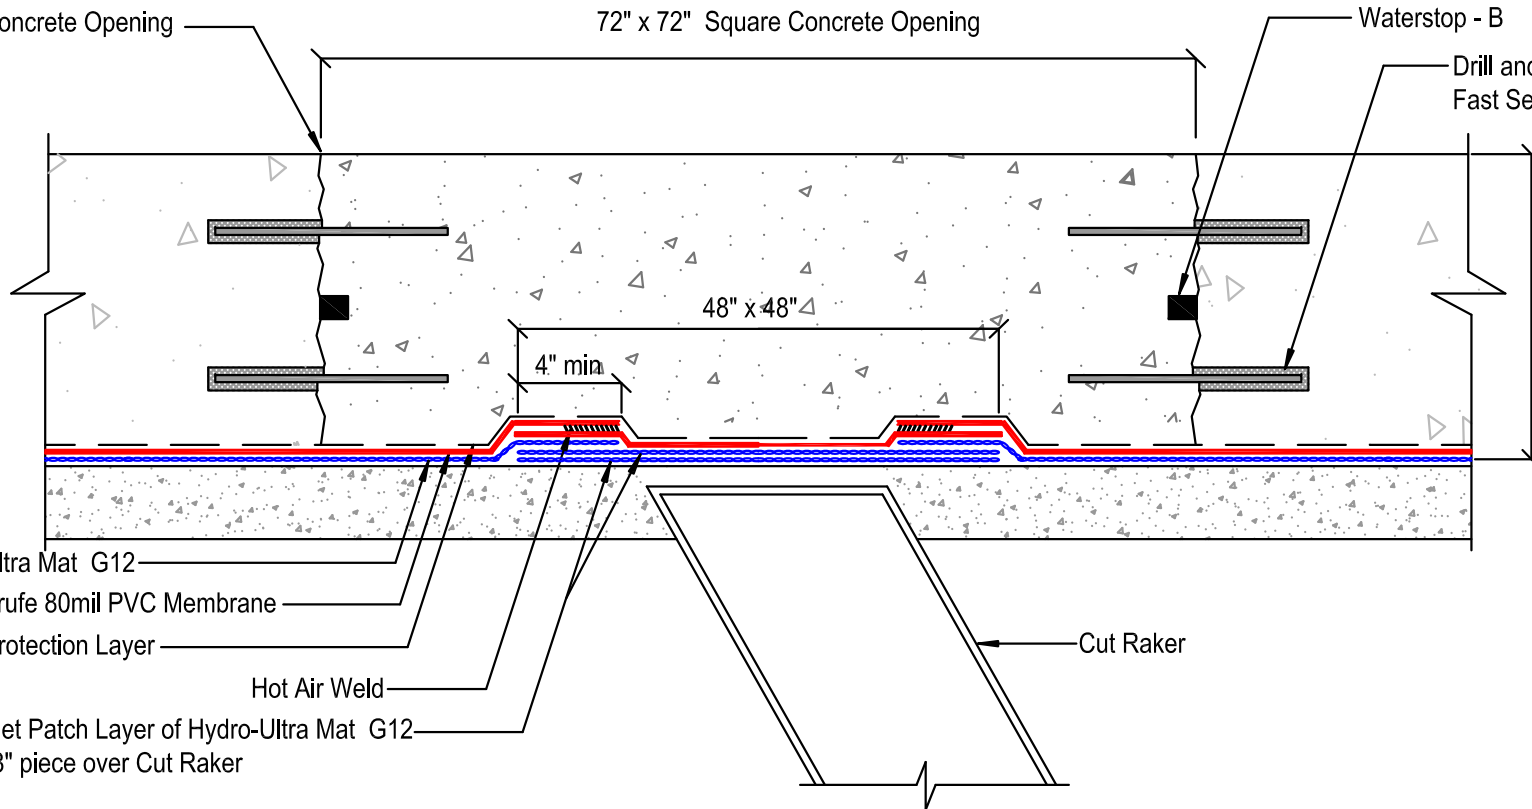 oncrete Opening
72" x 72" Square Concrete Opening
Waterstop - B
Drill and
Fast Se
48" x 48"
4" min
ltra Mat G12
rufe 80mil PVC Membrane
rotection Layer
Cut Raker
Hot Air Weld
et Patch Layer of Hydro-Ultra Mat G12
8" piece over Cut Raker